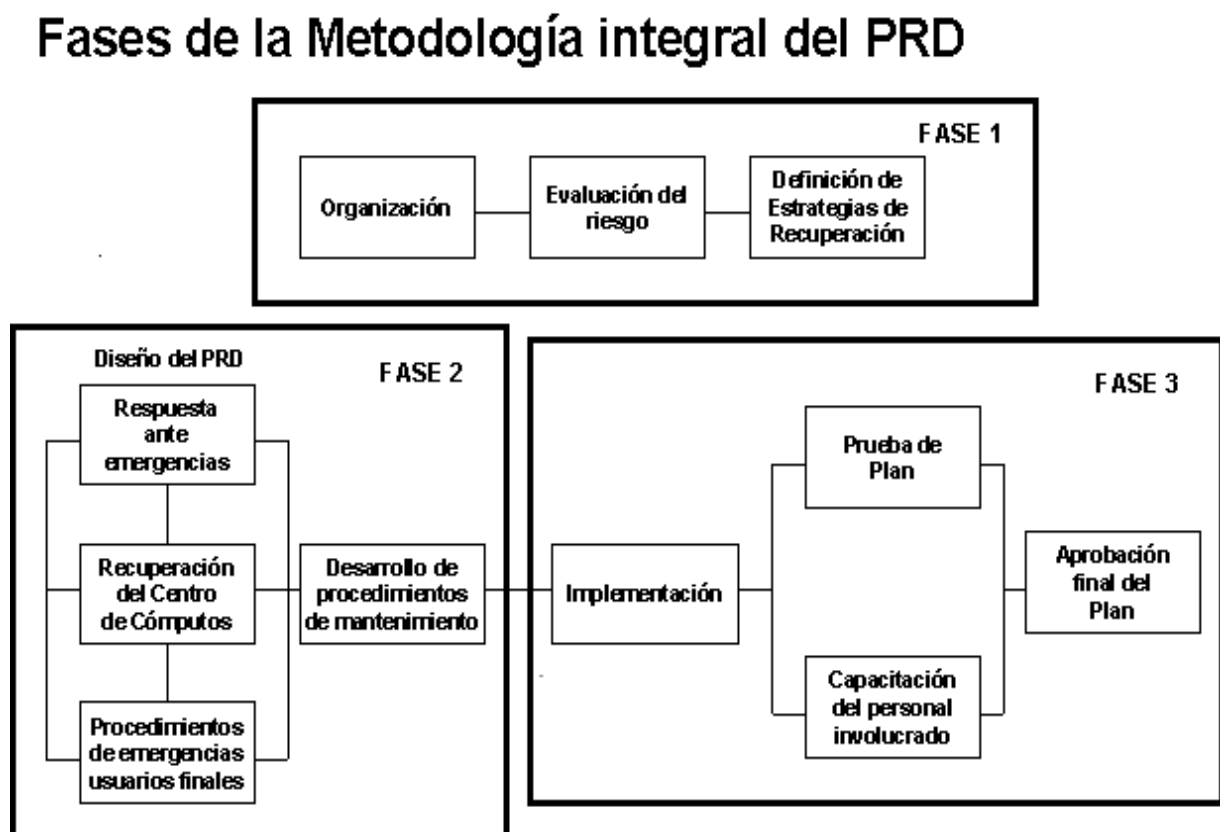 Fases de la Metodología integral del PRD
FASE 1
Organización
Evaluación del
riesgo
Definición de
Estrategias de
Recuperación
Diseño del PRD
FASE 2
Respuesta
ante
emergencias
Recuperación
del Centro
de Cómputos
Procedimientos
de emergencias
usuarios finales
Desarrollo de
procedimientos
de mantenimiento
FASE 3
Implementación
Prueba de
Plan
Capacitación
del personal
involucrado
Aprobación
final del
Plan